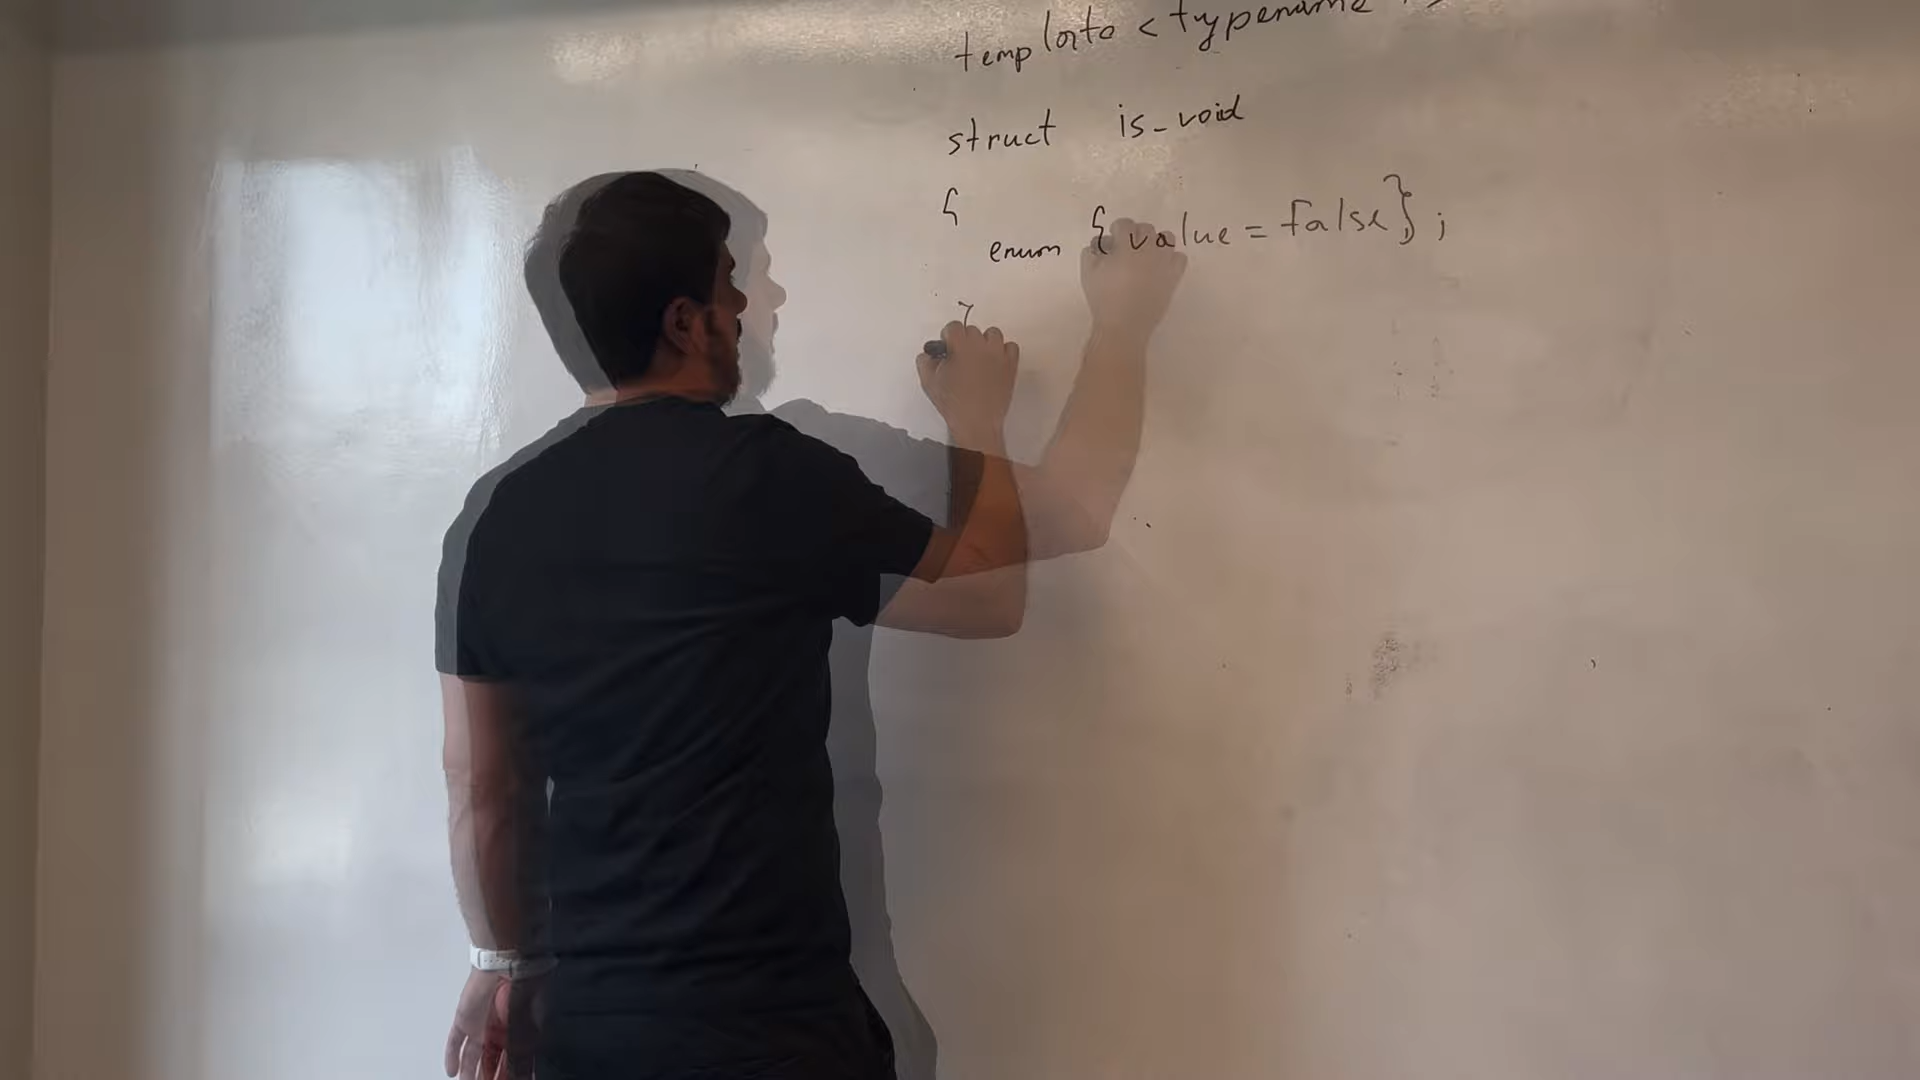 template <typename
struct is_void
{
enum { value = false};
}